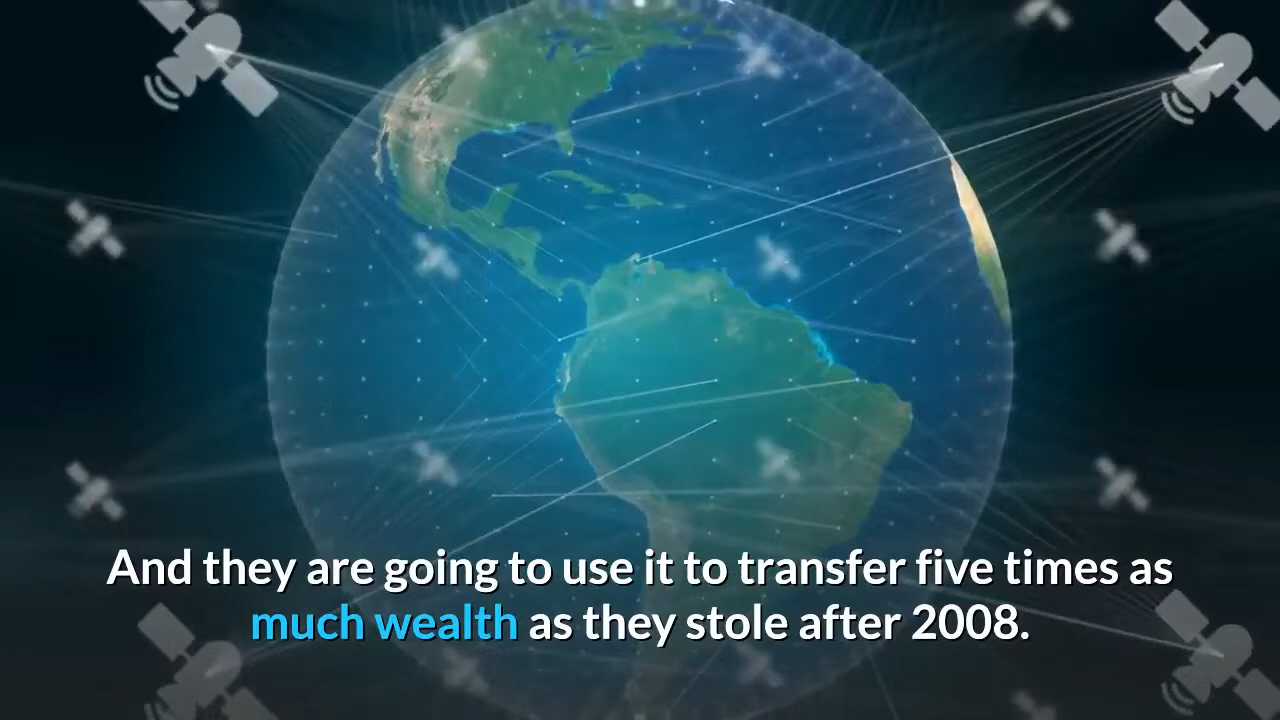 And they are going to use it to transfer five times as
much wealth as they stole after 2008.